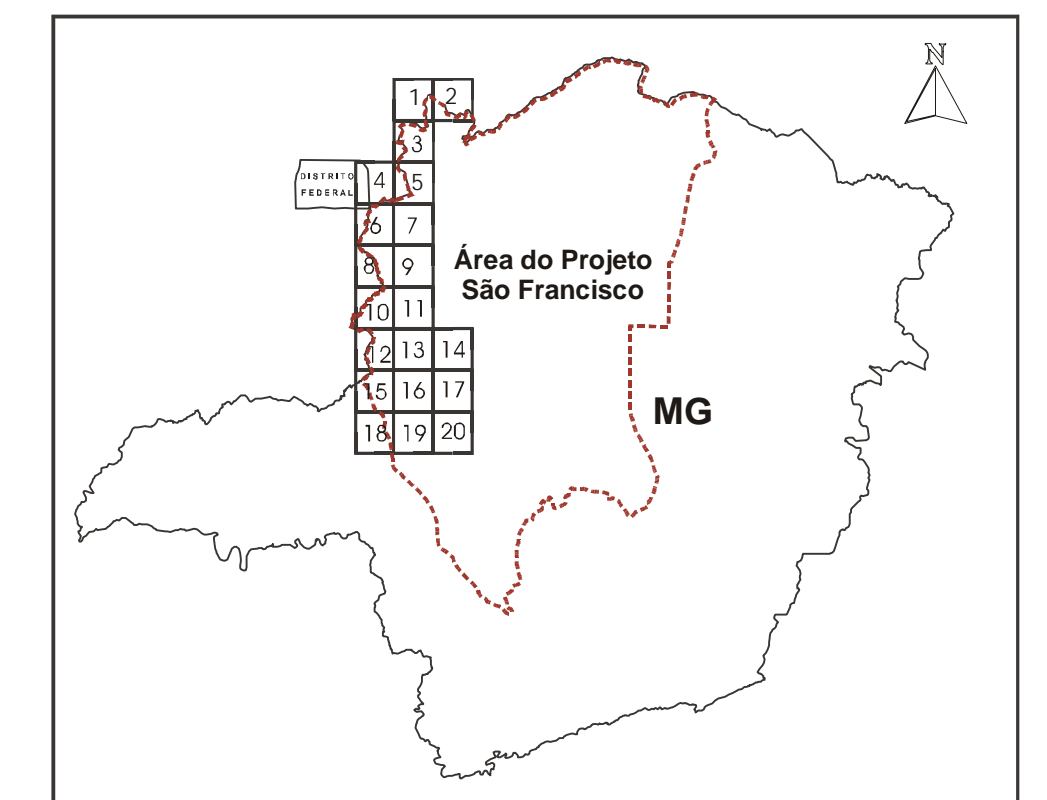 N
1 2
3
DISTRITO
FEDERAL
4 5
6 7
8 9
10 11
12 13 14
15 16 17
18 19 20
Área do Projeto
São Francisco
MG